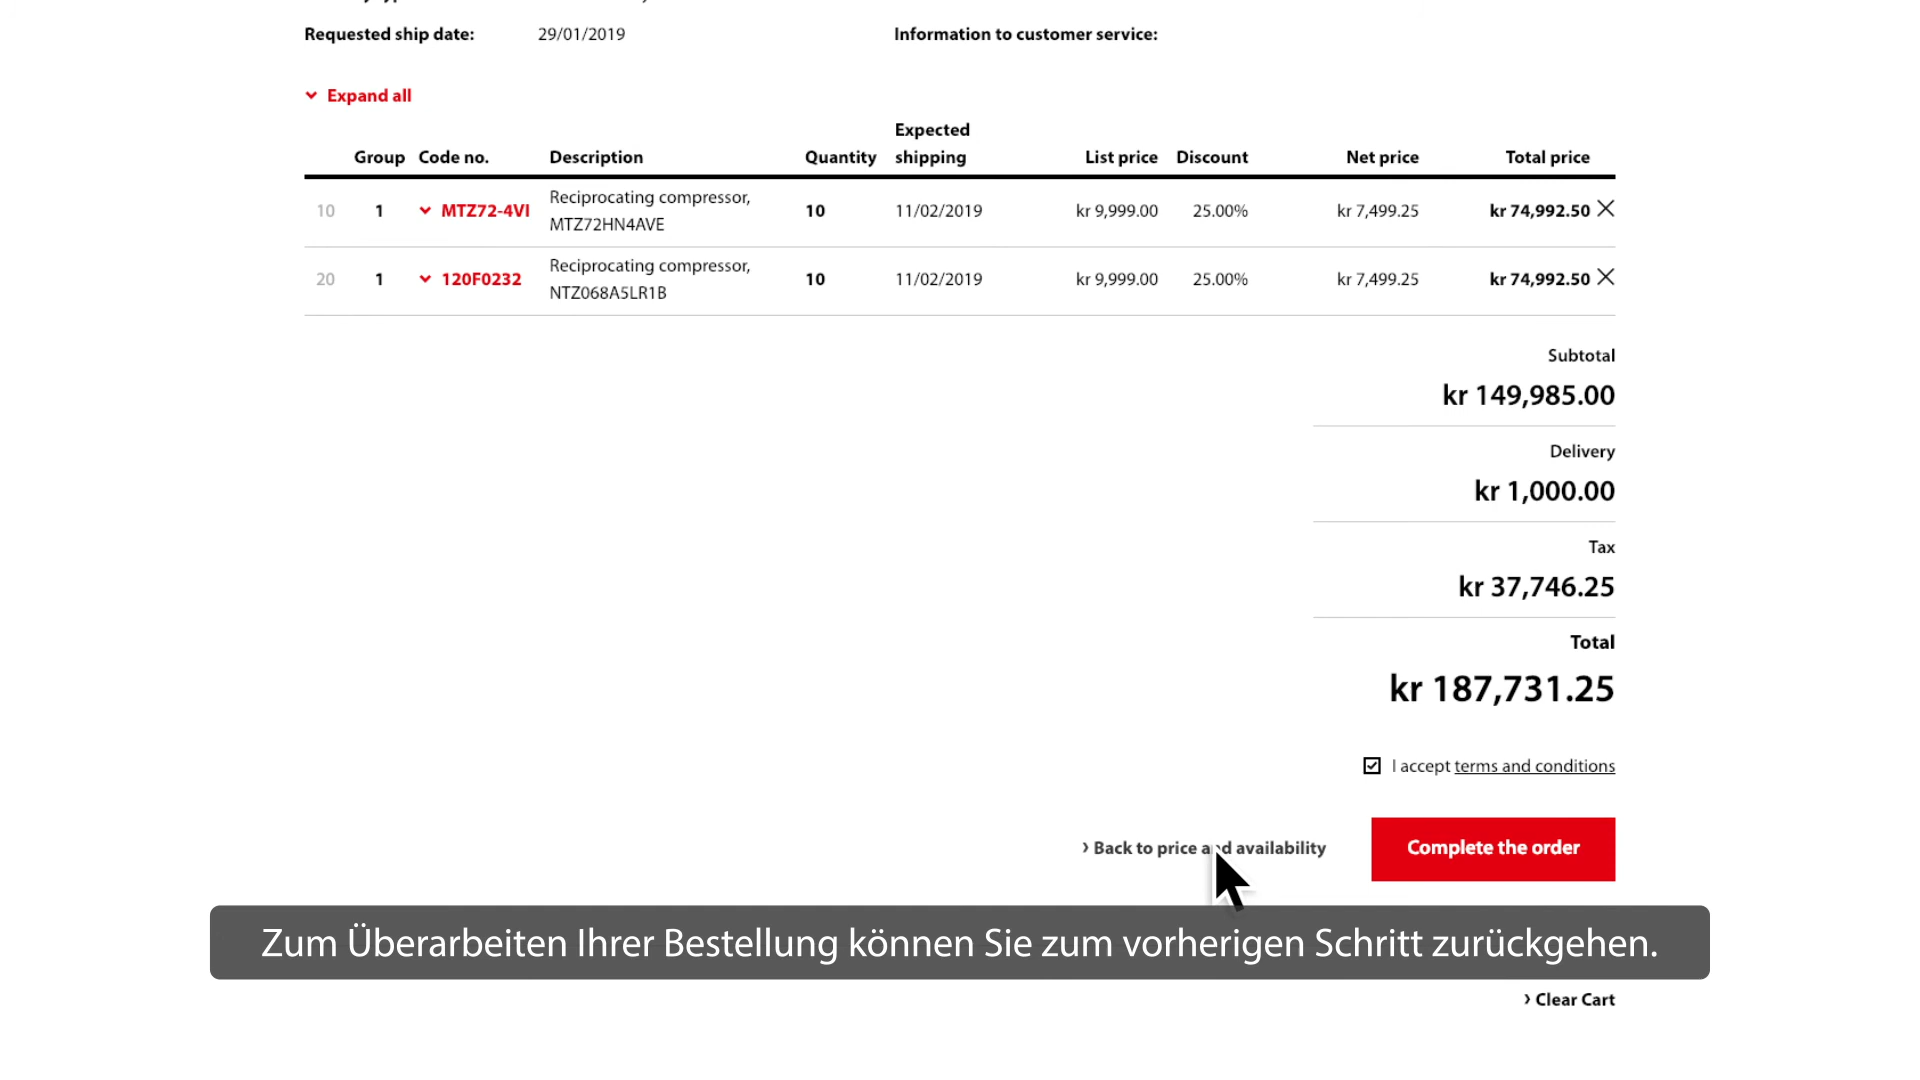 Requested ship date: 29/01/2019 Information to customer service:
Expand all
Expected
Group Code no. Description Quantity shipping List price Discount Net price Total price
Reciprocating compressor,
10 1 MTZ72-4VI 10 11/02/2019 kr 9,999.00 25.00% kr 7,499.25 kr 74,992.50
MTZ72HN4AVE
Reciprocating compressor,
20 1 120F0232 10 11/02/2019 kr 9,999.00 25.00% kr 7,499.25 kr 74,992.50
NTZ068A5LR1B
Subtotal
kr 149,985.00
Delivery
kr 1,000.00
Tax
kr 37,746.25
Total
kr 187,731.25
I accept terms and conditions
› Back to price and availability Complete the order
Zum Überarbeiten Ihrer Bestellung können Sie zum vorherigen Schritt zurückgehen.
› Clear Cart